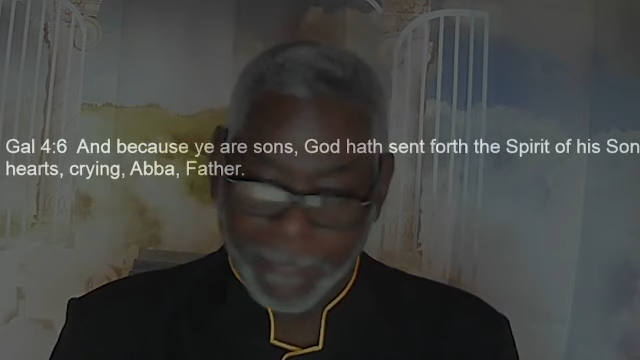 Gal 4:6  And because ye are sons, God hath sent forth the Spirit of his Son
hearts, crying, Abba, Father.